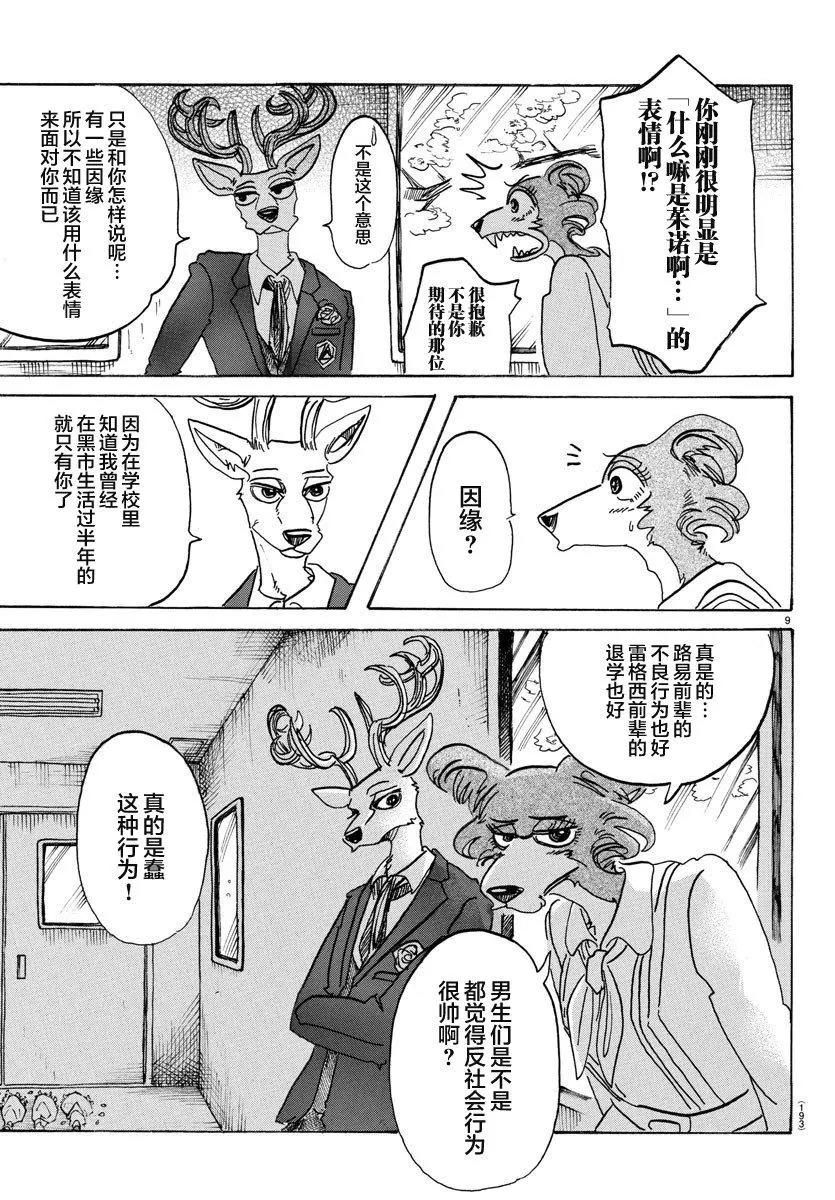 你刚刚很明显是
「什么嘛是茱诺啊…」的
表情啊!?
很抱歉
不是你
期待的那位
不是这个意思
只是和你怎样说呢…
有一些因缘
所以不知道该用什么表情
来面对你而已
因缘？
因为在学校里
知道我曾经
在黑市生活过半年的
就只有你了
9
真是的…
路易前辈的
不良行为也好
雷格西前辈的
退学也好
男生们是不是
都觉得反社会行为
很帅啊？
真的是蠢
这种行为！
(193)